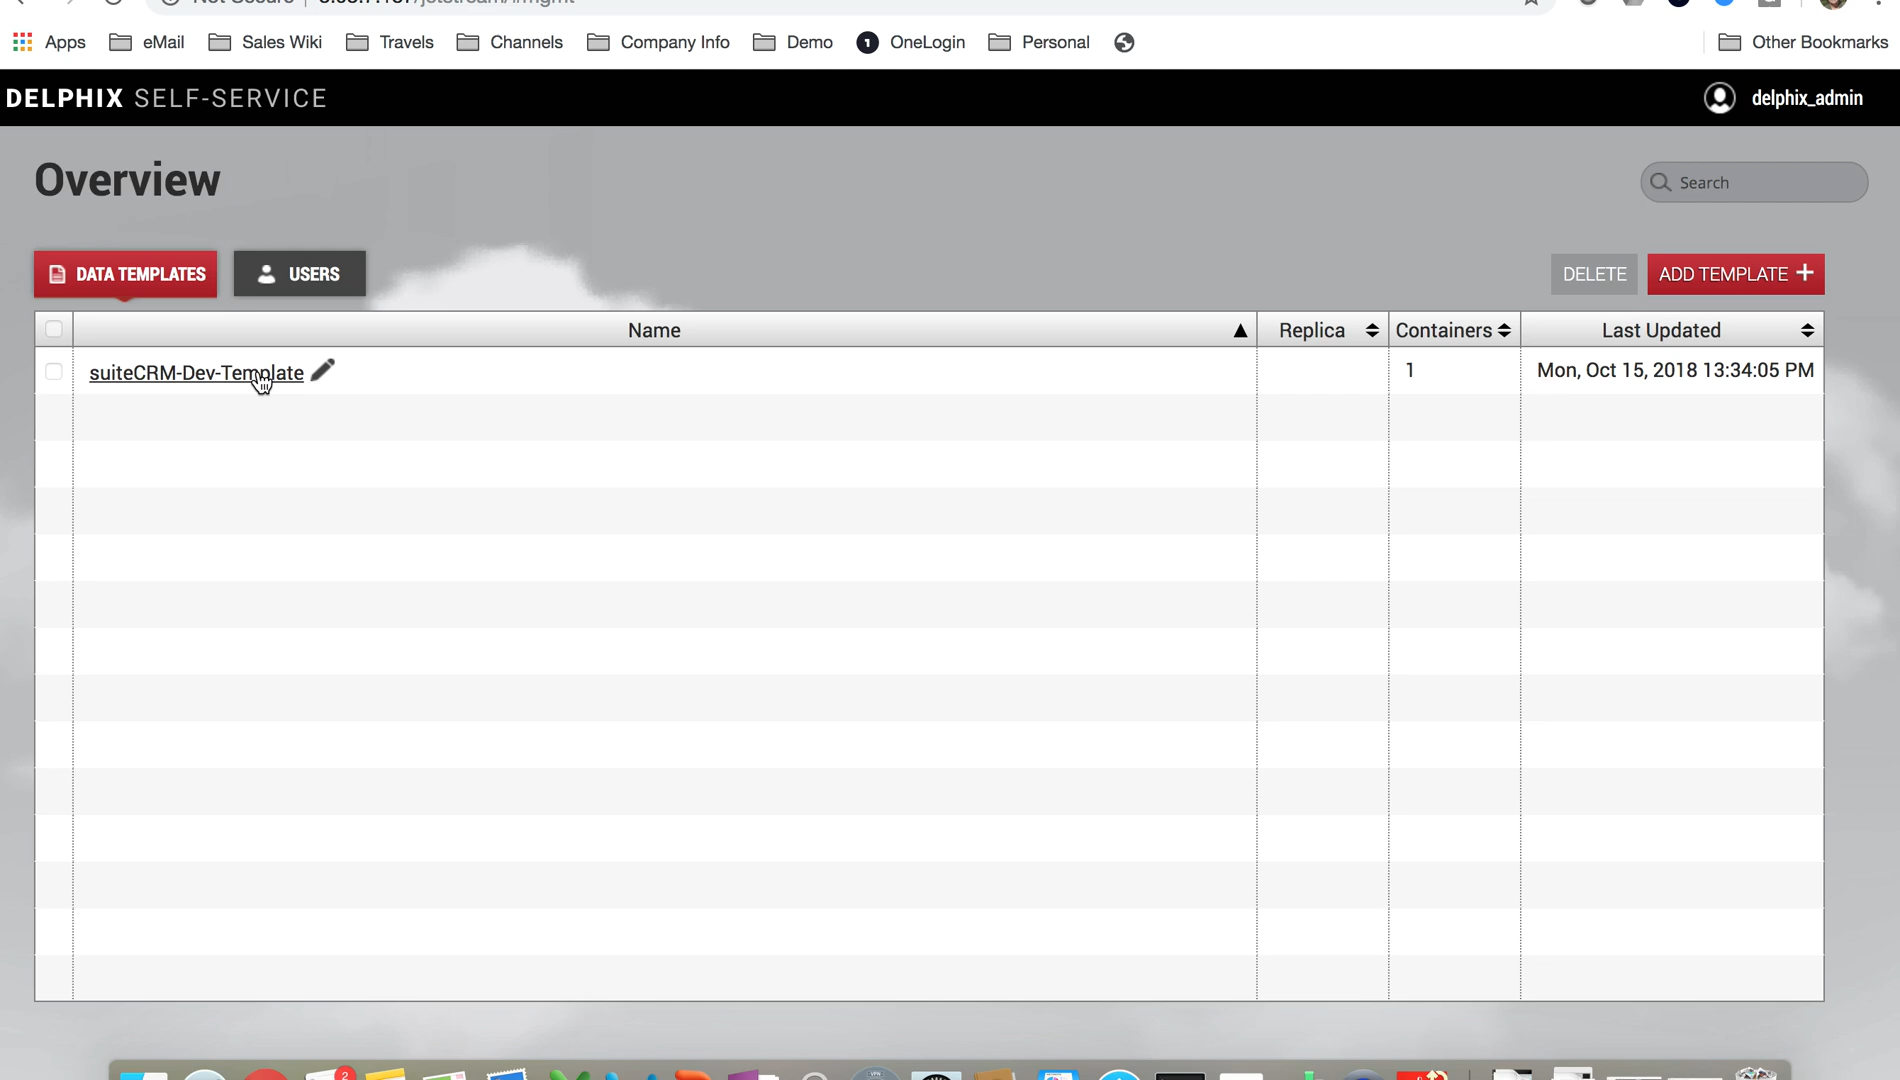 Apps eMail Sales Wiki Travels Channels Company Info Demo 1 OneLogin Personal Other Bookmarks
DELPHIX SELF-SERVICE delphix_admin
Overview
Search
DATA TEMPLATES USERS DELETE ADD TEMPLATE +
Name Replica Containers Last Updated
suiteCRM-Dev-Template 1 Mon, Oct 15, 2018 13:34:05 PM
2